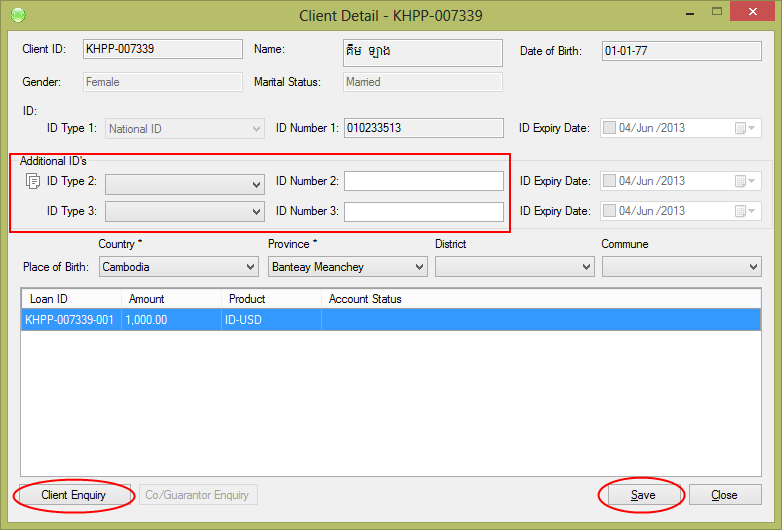 Client Detail - KHPP-007339
Client ID: KHPP-007339 Name: គឹម ឡាង Date of Birth: 01-01-77
Gender: Female Marital Status: Married
ID:
ID Type 1: National ID ID Number 1: 010233513 ID Expiry Date: 04/Jun /2013
Additional ID's
ID Type 2: ID Number 2: ID Expiry Date: 04/Jun /2013
ID Type 3: ID Number 3: ID Expiry Date: 04/Jun /2013
Country * Province * District Commune
Place of Birth: Cambodia Banteay Meanchey
Loan ID Amount Product Account Status
KHPP-007339-001 1,000.00 ID-USD
Client Enquiry Co/Guarantor Enquiry Save Close